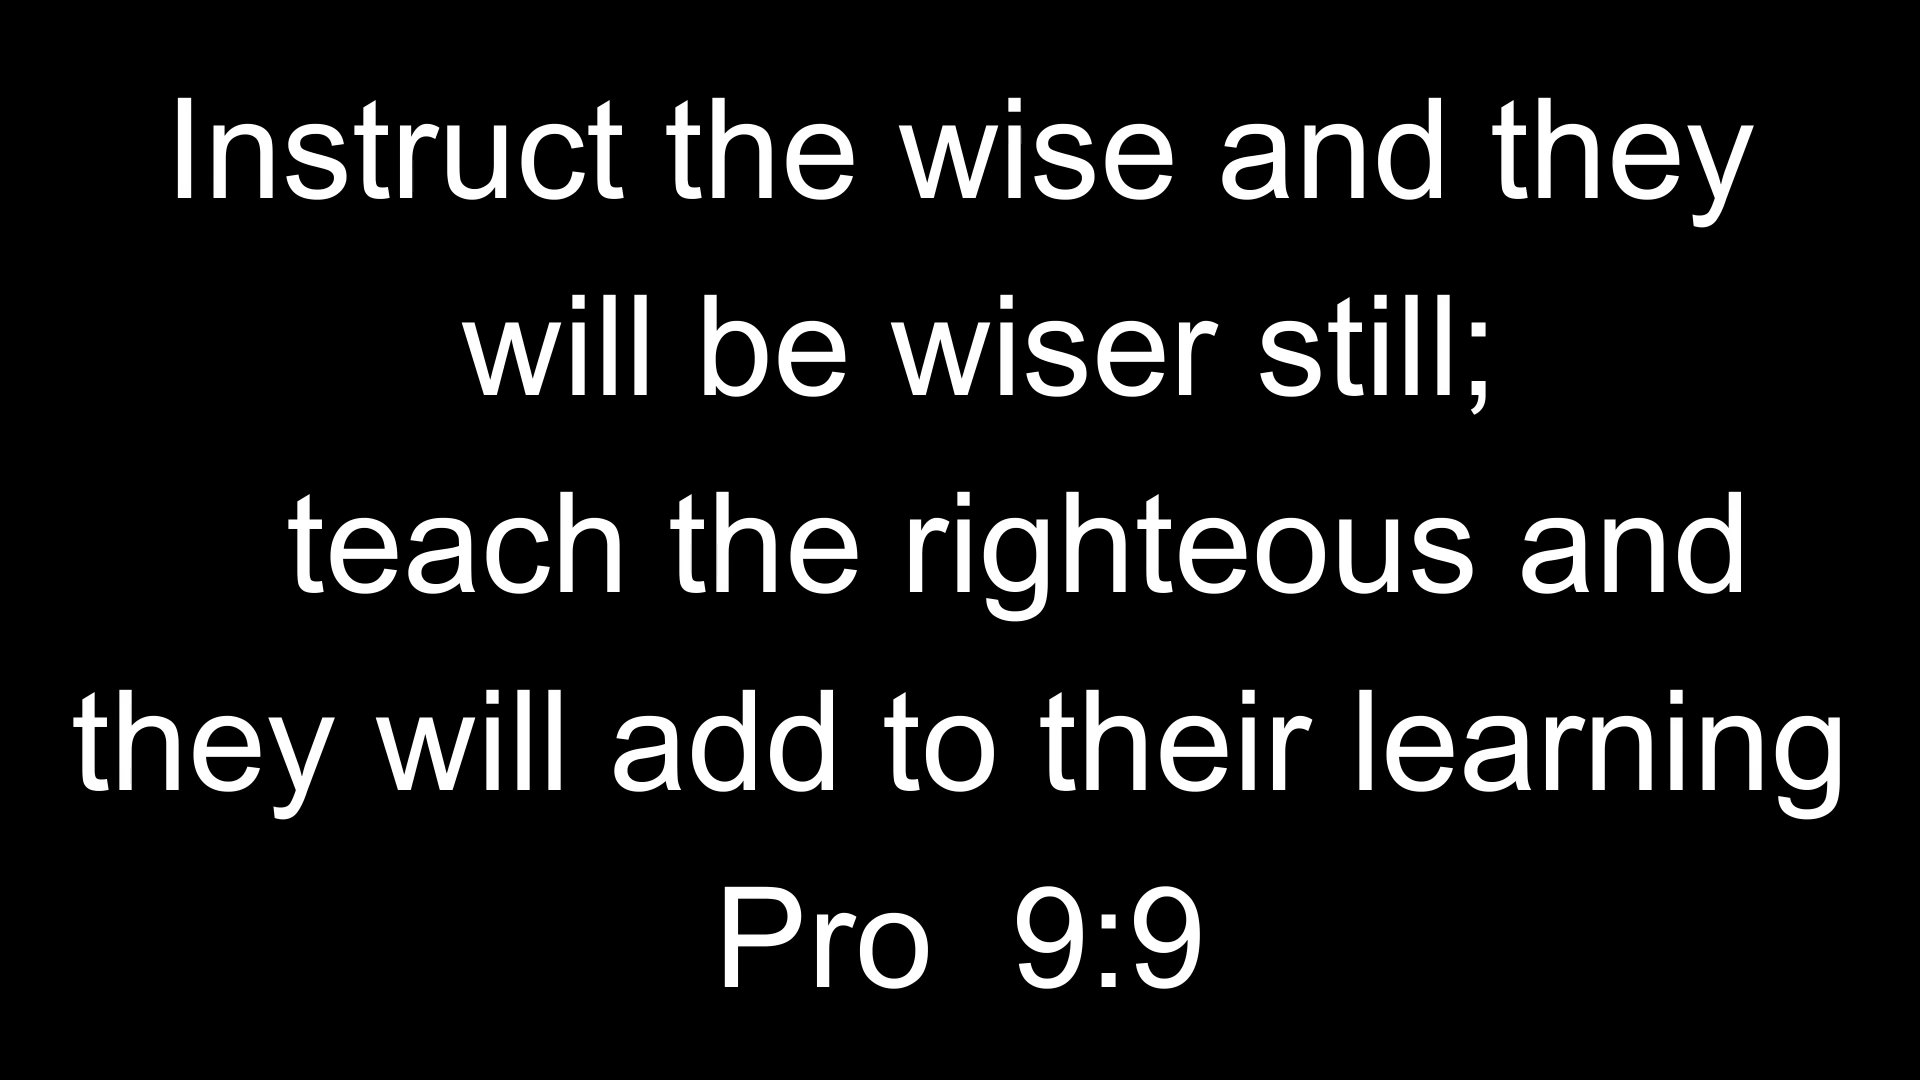 Instruct the wise and they
will be wiser still;
teach the righteous and
they will add to their learning
Pro  9:9